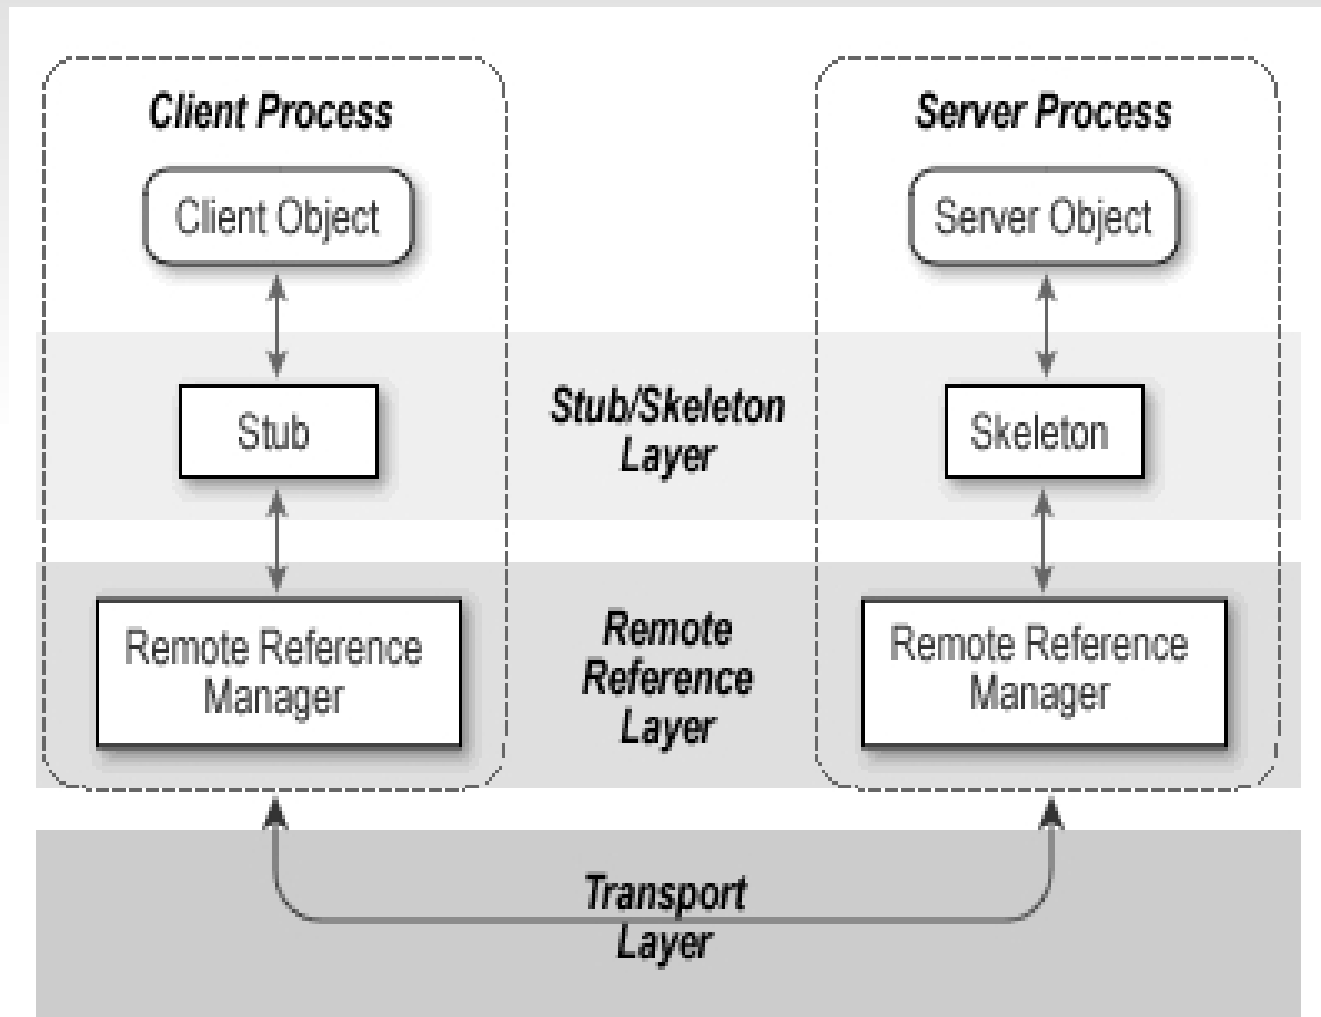 Client Process
Server Process
Client Object
Server Object
Stub
Stub/Skeleton
Layer
Skeleton
Remote Reference
Manager
Remote
Reference
Layer
Remote Reference
Manager
Transport
Layer